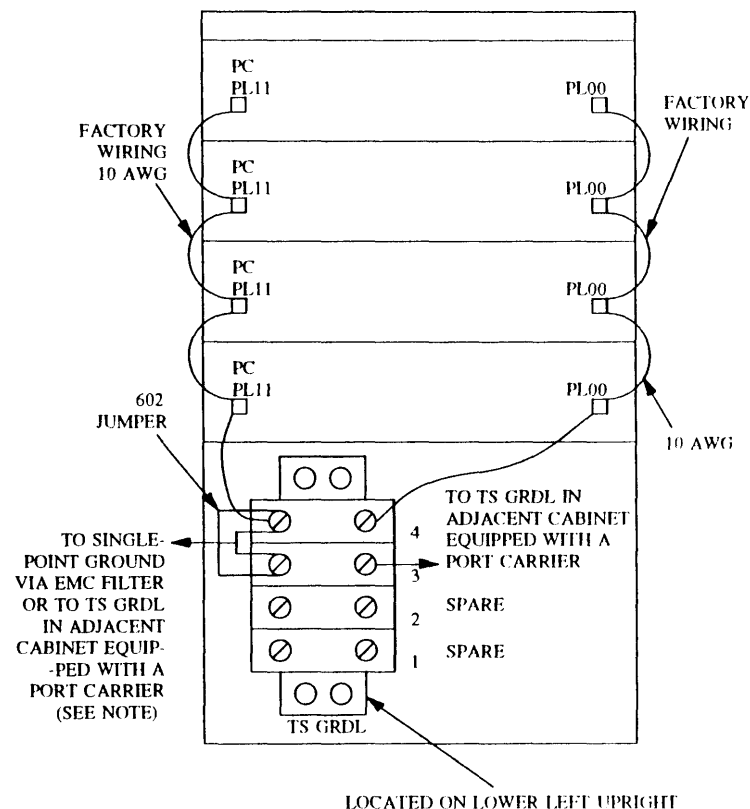 PC
PL11
PL00
FACTORY
WIRING
10 AWG
FACTORY
WIRING
PC
PL11
PL00
PC
PL11
PL00
PC
PL11
PL00
602
JUMPER
10 AWG
TO SINGLE-
POINT GROUND
VIA EMC FILTER
OR TO TS GRDL
IN ADJACENT
CABINET EQUIP-
-PED WITH A
PORT CARRIER
(SEE NOTE)
4
TO TS GRDL IN
ADJACENT CABINET
EQUIPPED WITH A
PORT CARRIER
3
2 SPARE
1 SPARE
TS GRDL
LOCATED ON LOWER LEFT UPRIGHT